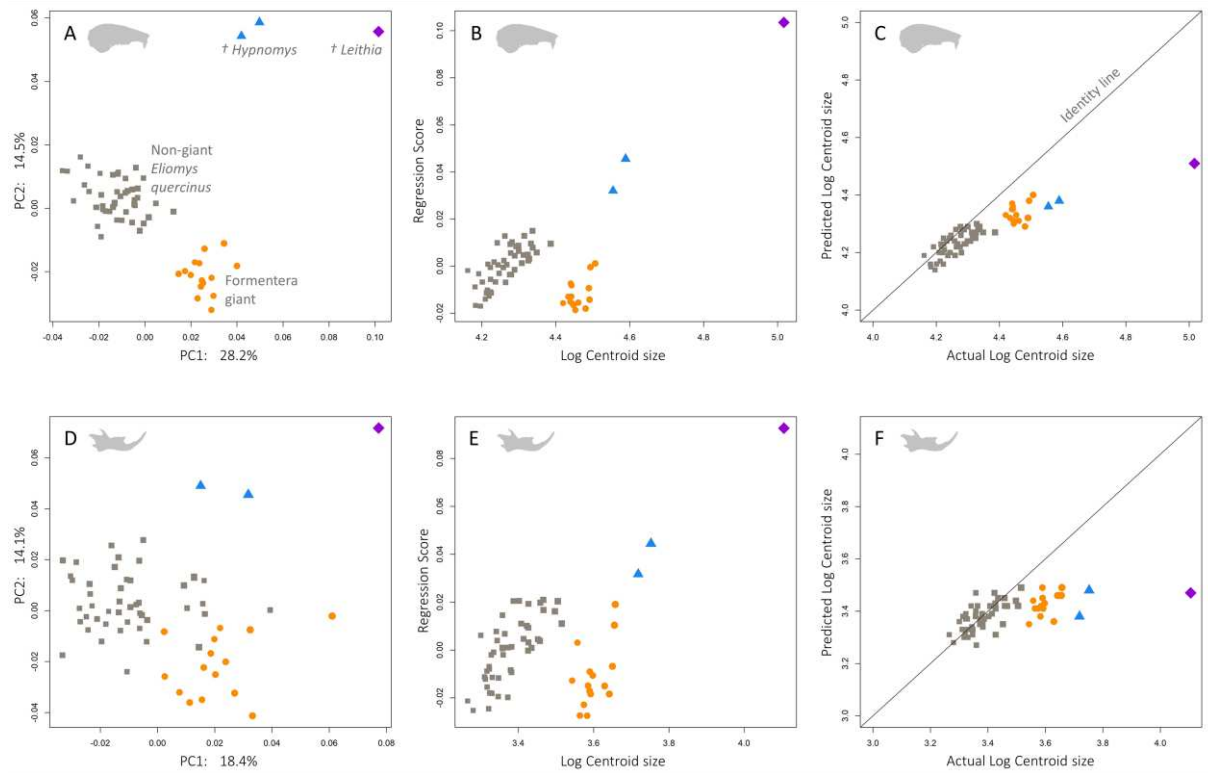 A
† Hypnomys
† Leithia
Non-giant
Eliomys
quercinus
Formentera
giant
PC2: 14.5%
0.06
0.04
0.02
0.00
-0.02
-0.04 -0.02 0.00 0.02 0.04 0.06 0.08 0.10
PC1: 28.2%
B
Regression Score
0.10
0.08
0.06
0.04
0.02
0.00
-0.02
4.2 4.4 4.6 4.8 5.0
Log Centroid size
C
Identity line
Predicted Log Centroid size
5.0
4.8
4.6
4.4
4.2
4.0
4.0 4.2 4.4 4.6 4.8 5.0
Actual Log Centroid size
D
PC2: 14.1%
0.06
0.04
0.02
0.00
-0.02
-0.04
-0.02 0.00 0.02 0.04 0.06 0.08
PC1: 18.4%
E
Regression Score
0.08
0.06
0.04
0.02
0.00
-0.02
3.4 3.6 3.8 4.0
Log Centroid size
F
Predicted Log Centroid size
4.0
3.8
3.6
3.4
3.2
3.0
3.0 3.2 3.4 3.6 3.8 4.0
Actual Log Centroid size